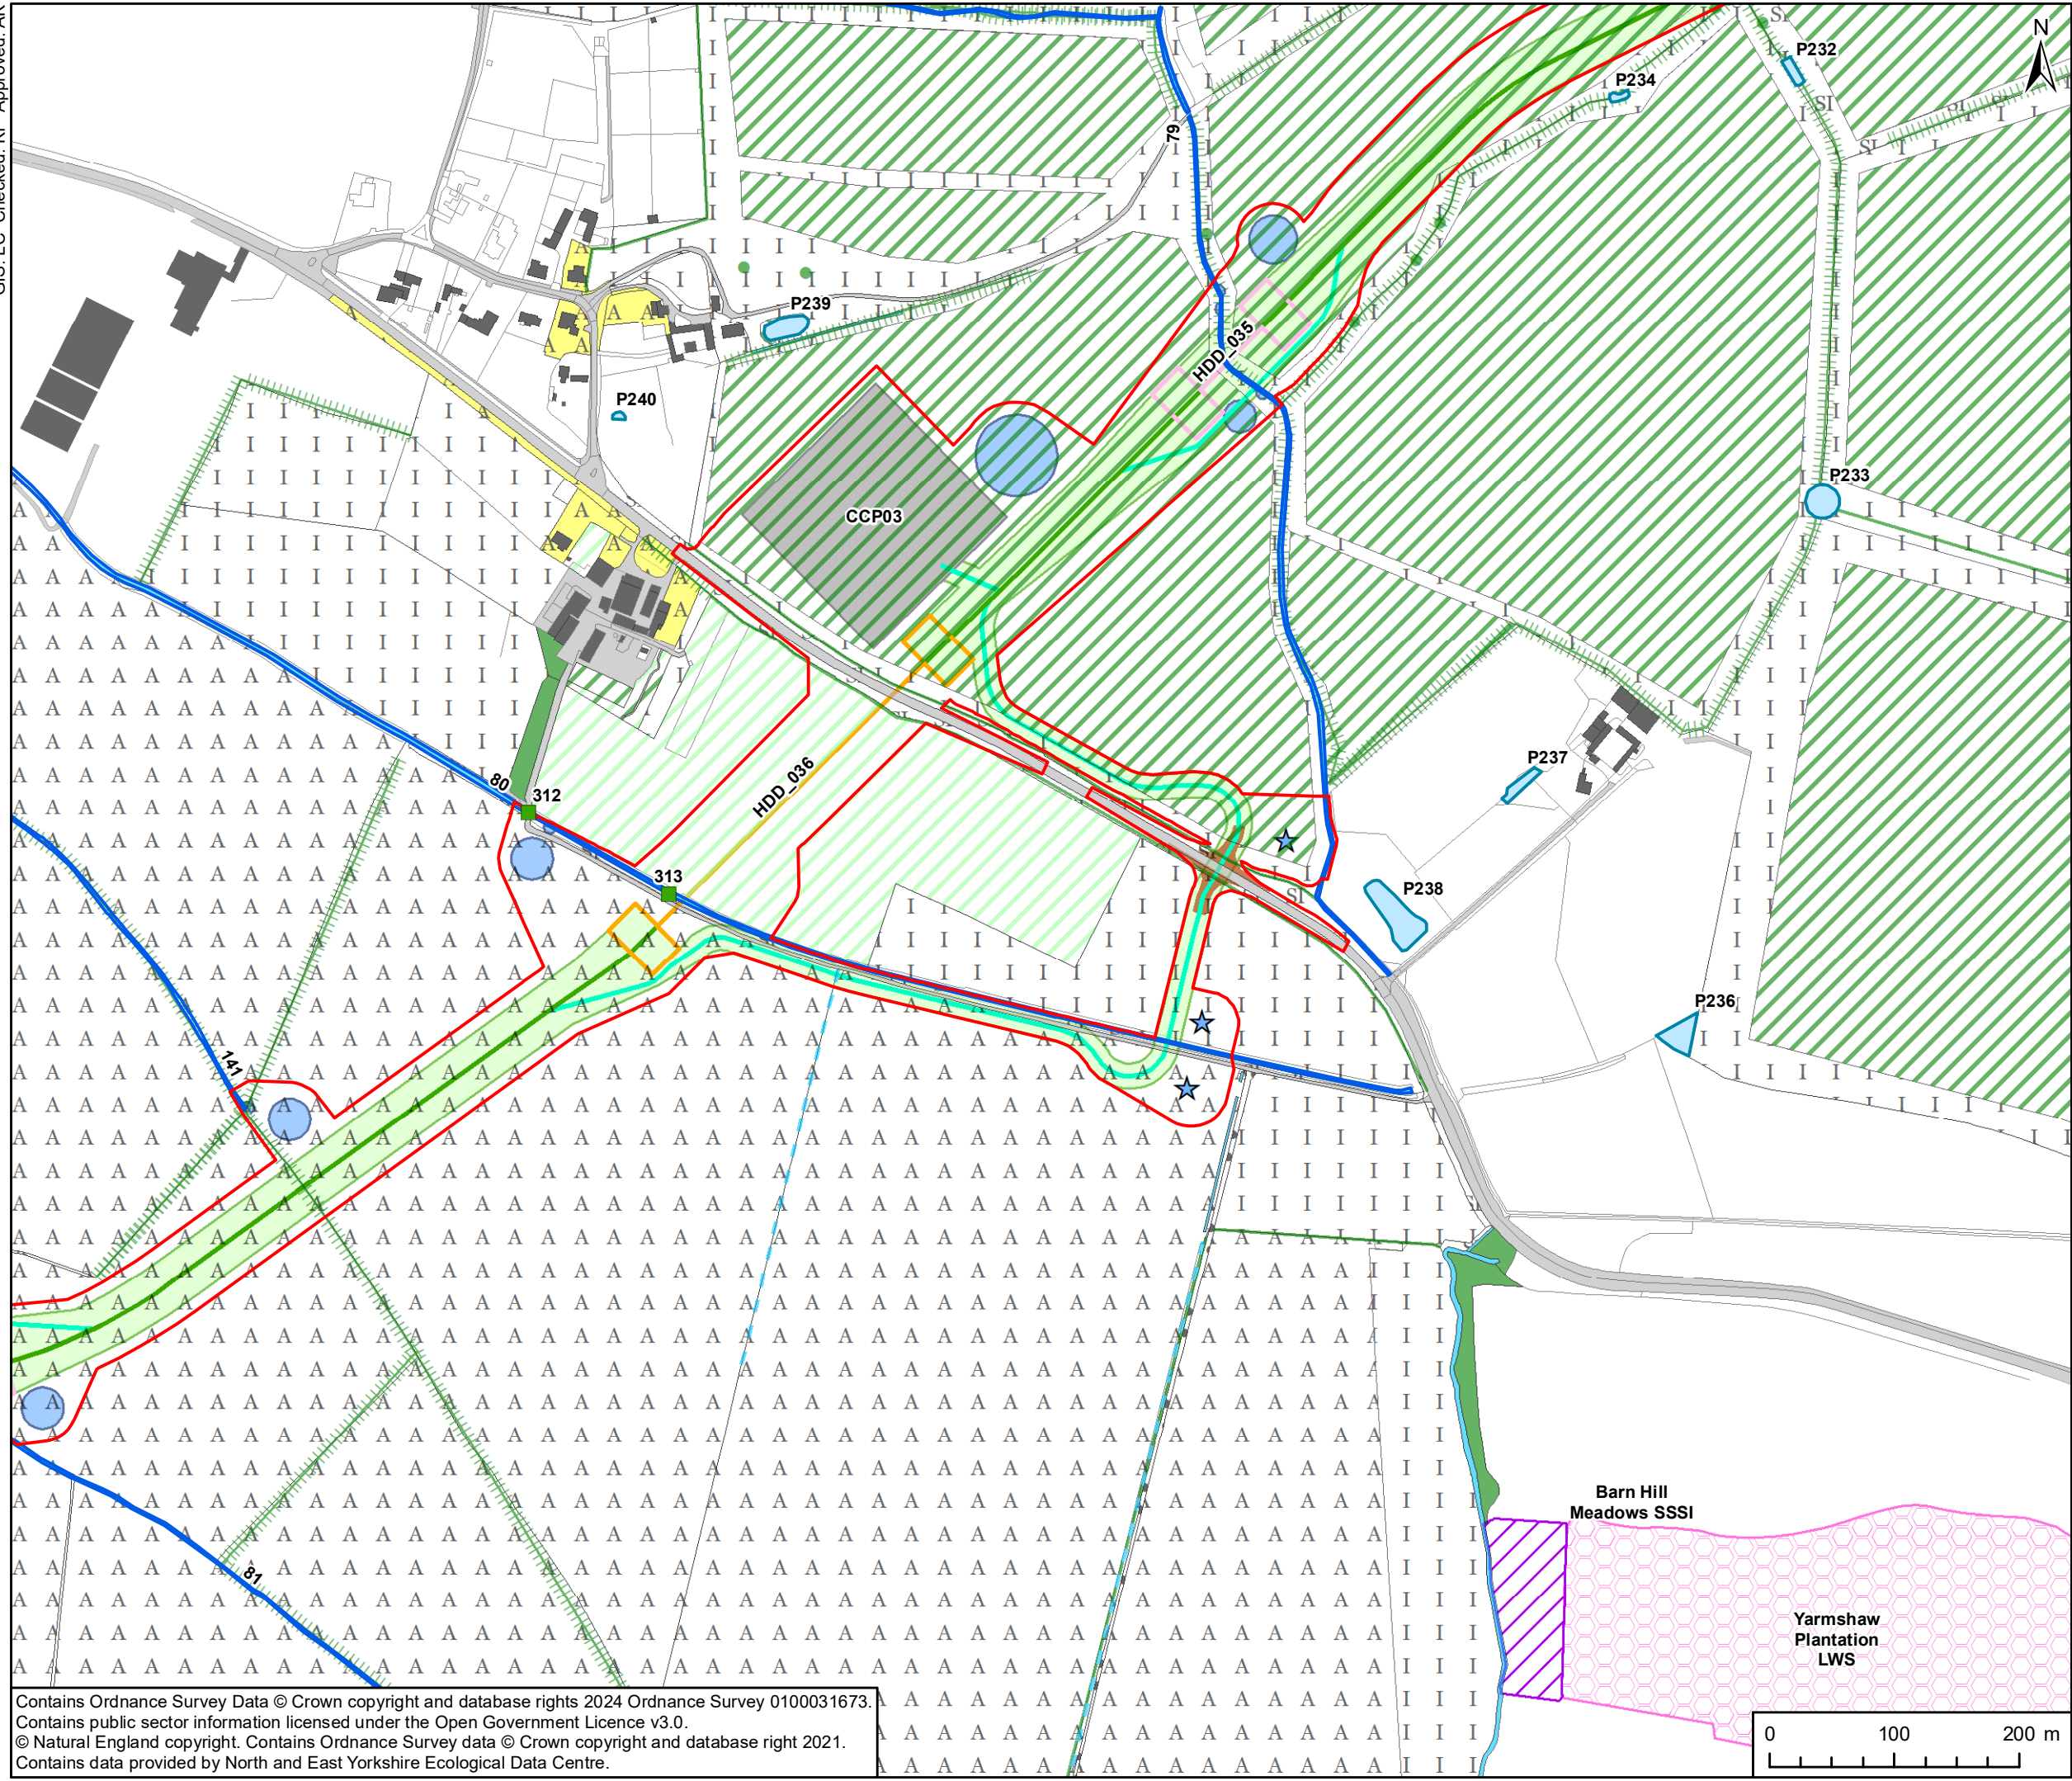 N
P232
P234
79
P239
HDD_035
P240
P233
CCP03
P237
HDD_036
80
312
313
P238
P236
141
Barn Hill
Meadows SSSI
81
Yarmshaw
Plantation
LWS
Contains Ordnance Survey Data © Crown copyright and database rights 2024 Ordnance Survey 0100031673.
Contains public sector information licensed under the Open Government Licence v3.0.
© Natural England copyright. Contains Ordnance Survey data © Crown copyright and database right 2021.
Contains data provided by North and East Yorkshire Ecological Data Centre.
0 100 200 m